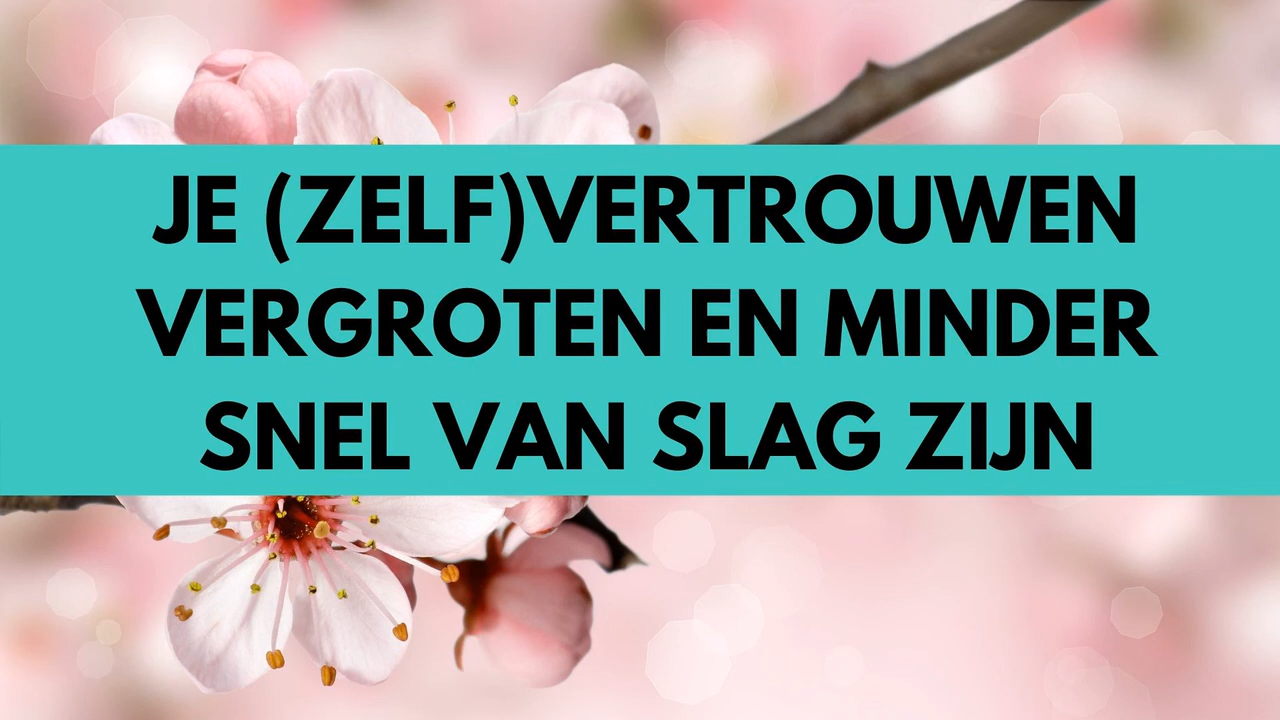 JE (ZELF)VERTROUWEN
VERGROTEN EN MINDER
SNEL VAN SLAG ZIJN